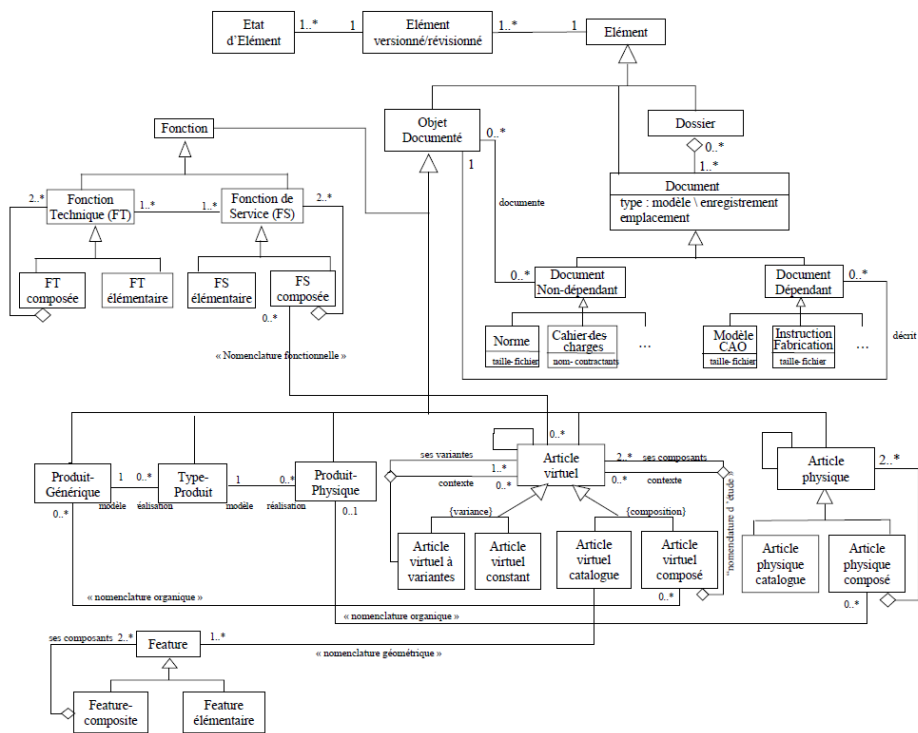 Etat
d'Elément
1..*
1
Elément
versionné/révisionné
1..*
1
Elément
Fonction
Objet
Documenté
0..*
1
Dossier
0..*
1..*
Document
type : modèle \ enregistrement
emplacement
2..*
Fonction
Technique (FT)
1..*
1..*
Fonction de
Service (FS)
2..*
documente
FT
composée
FT
élémentaire
FS
élémentaire
FS
composée
0..*
0..*
Document
Non-dépendant
Document
Dépendant
0..*
Norme
taille-fichier
Cahier-des
charges
nom- contractants
...
Modèle
CAO
taille-fichier
Instruction
Fabrication
taille-fichier
...
décrit
« Nomenclature fonctionnelle »
Produit-
Générique
0..*
1
0..*
modèle
éalisation
Type-
Produit
1
0..*
modèle
réalisation
Produit-
Physique
0..1
0..*
ses variantes
1..*
contexte
0..*
Article
virtuel
2..*
ses composants
0..*
contexte
"nomenclature d 'étude »
Article
physique
2..*
{variance}
{composition}
Article
virtuel à
variantes
Article
virtuel
constant
Article
virtuel
catalogue
Article
virtuel
composé
0..*
Article
physique
catalogue
Article
physique
composé
0..*
« nomenclature organique »
« nomenclature organique »
ses composants
2..*
Feature
1..*
« nomenclature géométrique »
Feature-
composite
Feature
élémentaire